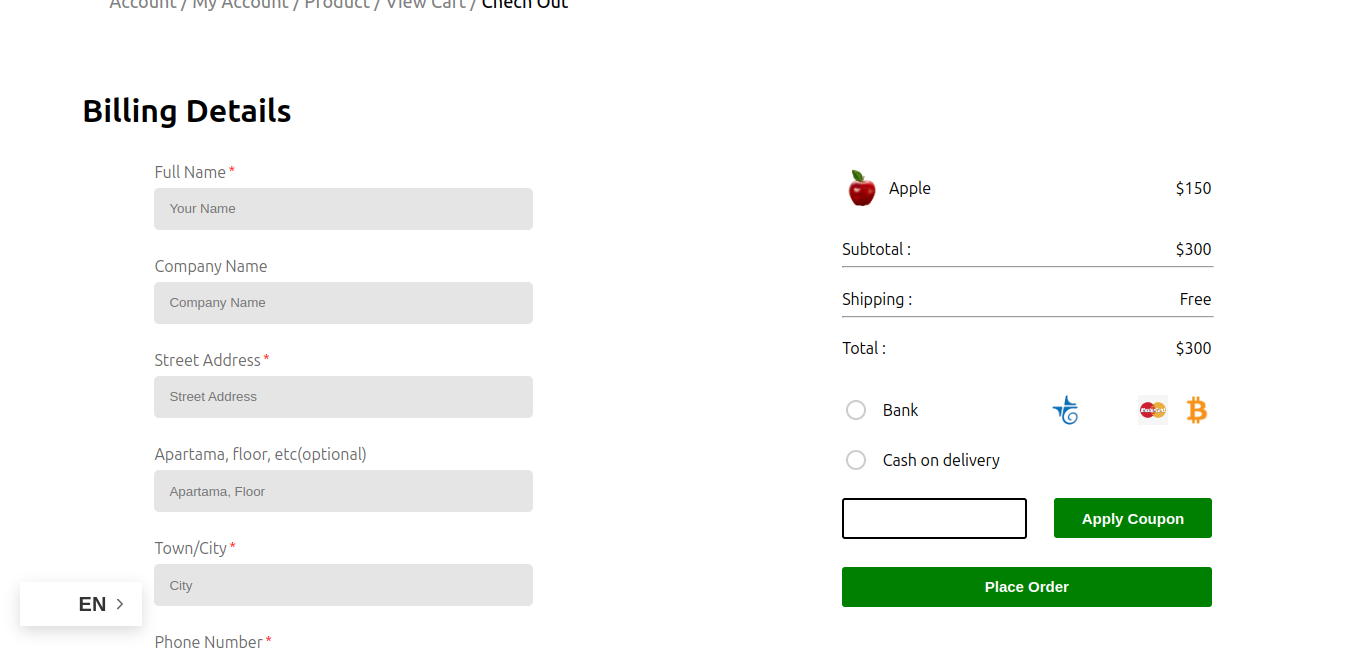 Account / My Account / Product / View Cart / Chech Out
Billing Details
Full Name *
Your Name
Company Name
Company Name
Street Address *
Street Address
Apartama, floor, etc(optional)
Apartama, Floor
Town/City *
City
Phone Number *
EN
Apple $150
Subtotal : $300
Shipping : Free
Total : $300
Bank
Cash on delivery
Apply Coupon
Place Order